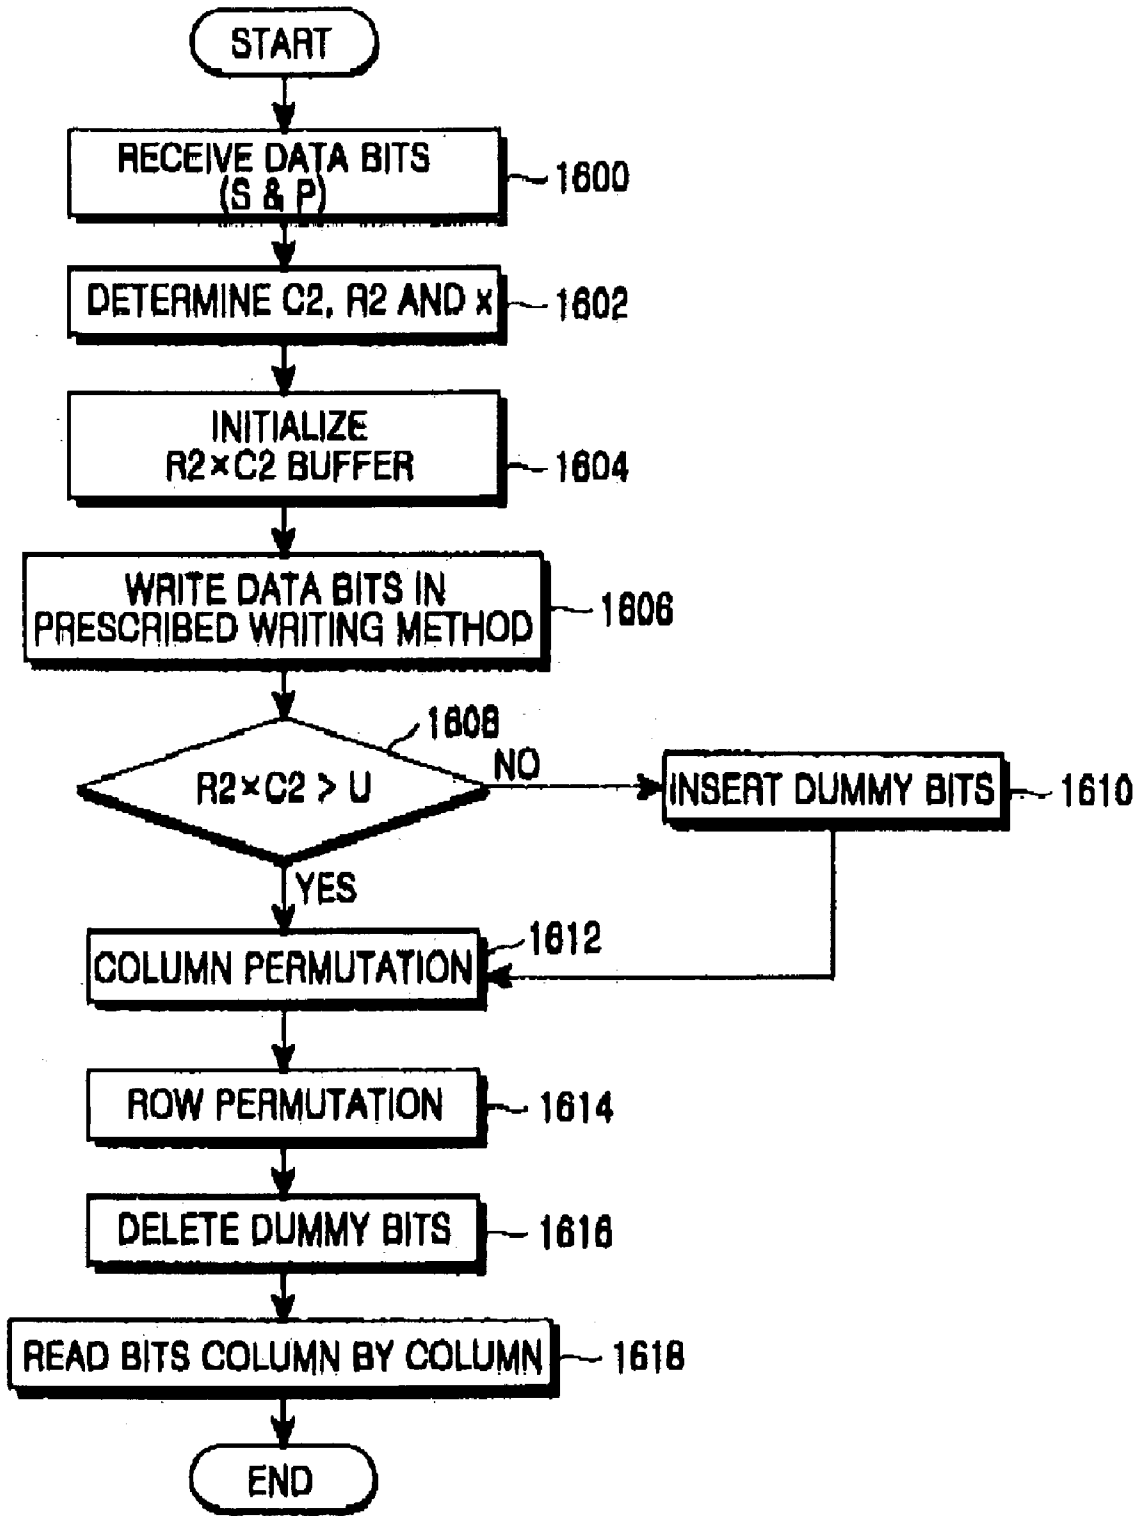 START
RECEIVE DATA BITS
(S & P)
1600
DETERMINE C2, R2 AND x
1602
INITIALIZE
R2×C2 BUFFER
1604
WRITE DATA BITS IN
PRESCRIBED WRITING METHOD
1606
1608
R2×C2 > U
NO
INSERT DUMMY BITS
1610
YES
1612
COLUMN PERMUTATION
ROW PERMUTATION
1614
DELETE DUMMY BITS
1616
READ BITS COLUMN BY COLUMN
1618
END